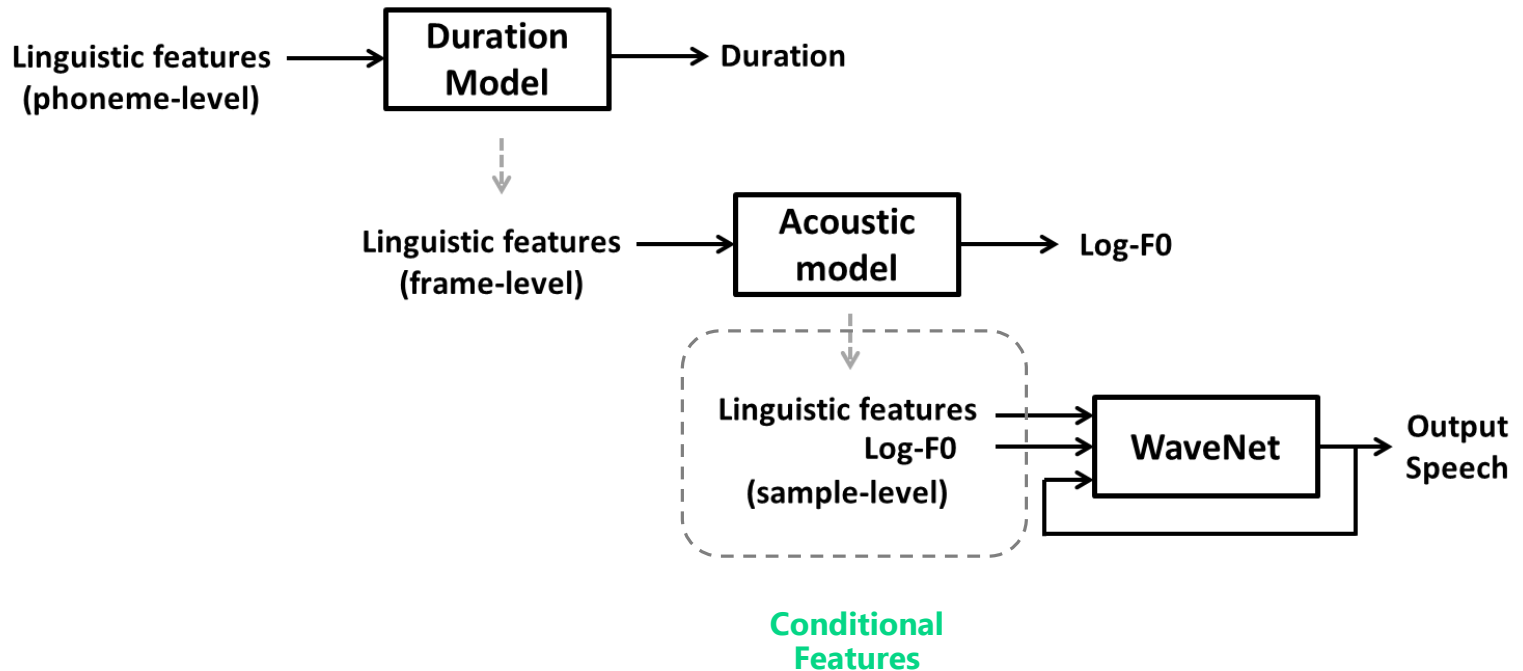 Linguistic features
(phoneme-level)
Duration
Model
Duration
Linguistic features
(frame-level)
Acoustic
model
Log-F0
Linguistic features
Log-F0
(sample-level)
WaveNet
Output
Speech
Conditional
Features